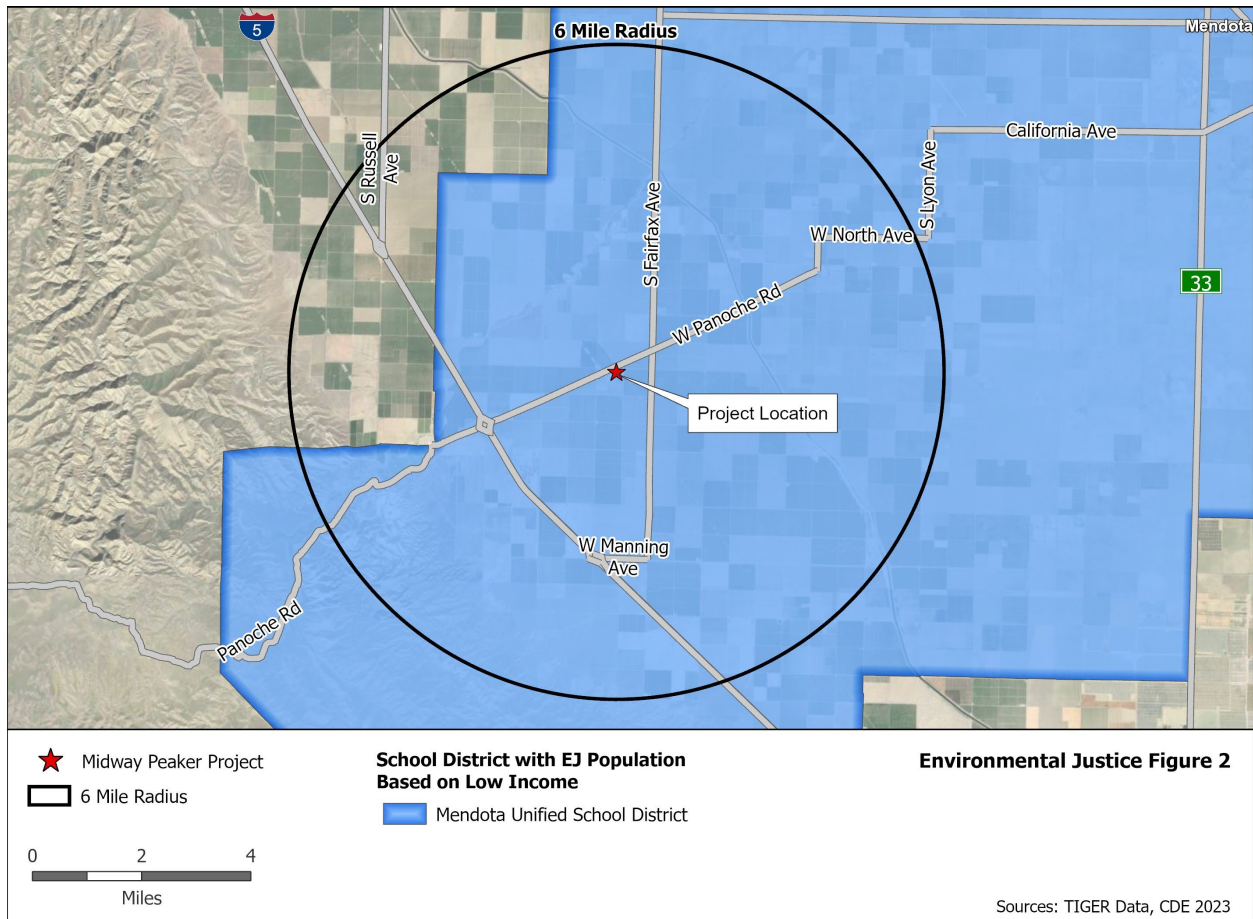 5
6 Mile Radius
Mendota
S Russell
Ave
California Ave
S Lyon Ave
S Fairfax Ave
W North Ave
33
W Panoche Rd
Project Location
W Manning
Ave
Panoche Rd
Midway Peaker Project
6 Mile Radius
School District with EJ Population
Based on Low Income
Mendota Unified School District
Environmental Justice Figure 2
0 2 4
Miles
Sources: TIGER Data, CDE 2023